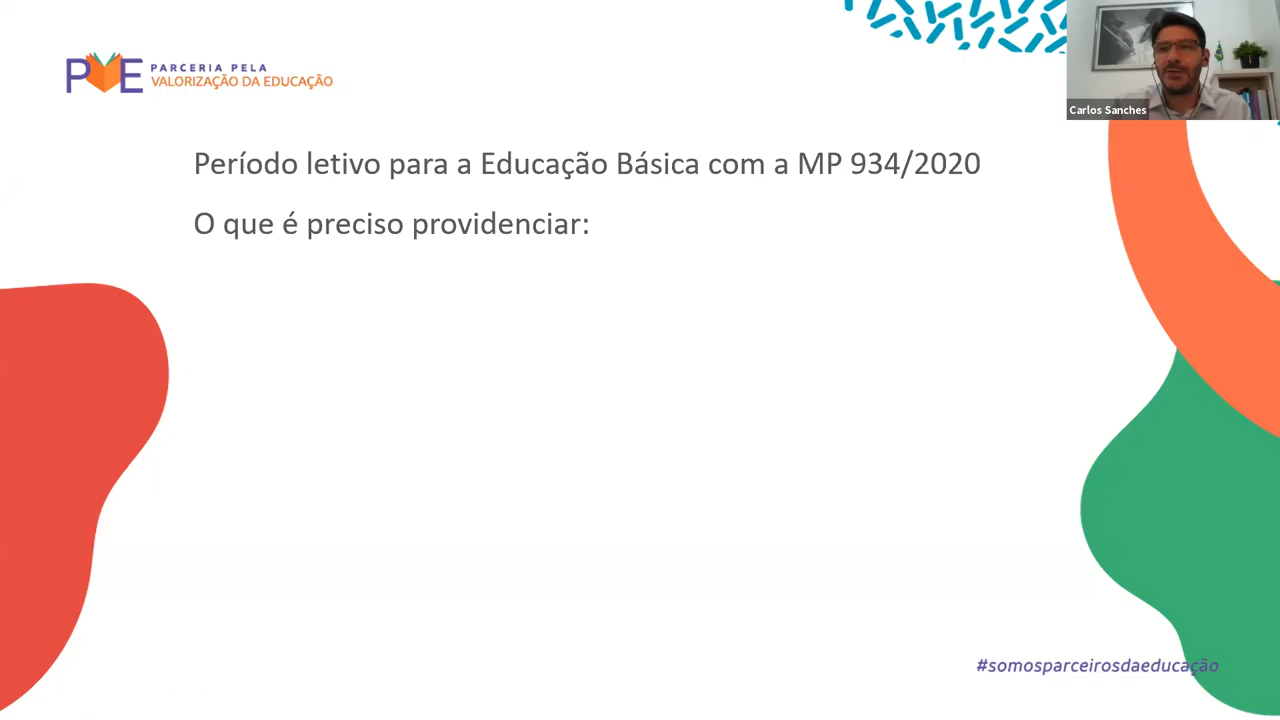 PVE PARCERIA PELA
VALORIZAÇÃO DA EDUCAÇÃO
Carlos Sanches
Período letivo para a Educação Básica com a MP 934/2020
O que é preciso providenciar:
#somosparceirosdaeducação